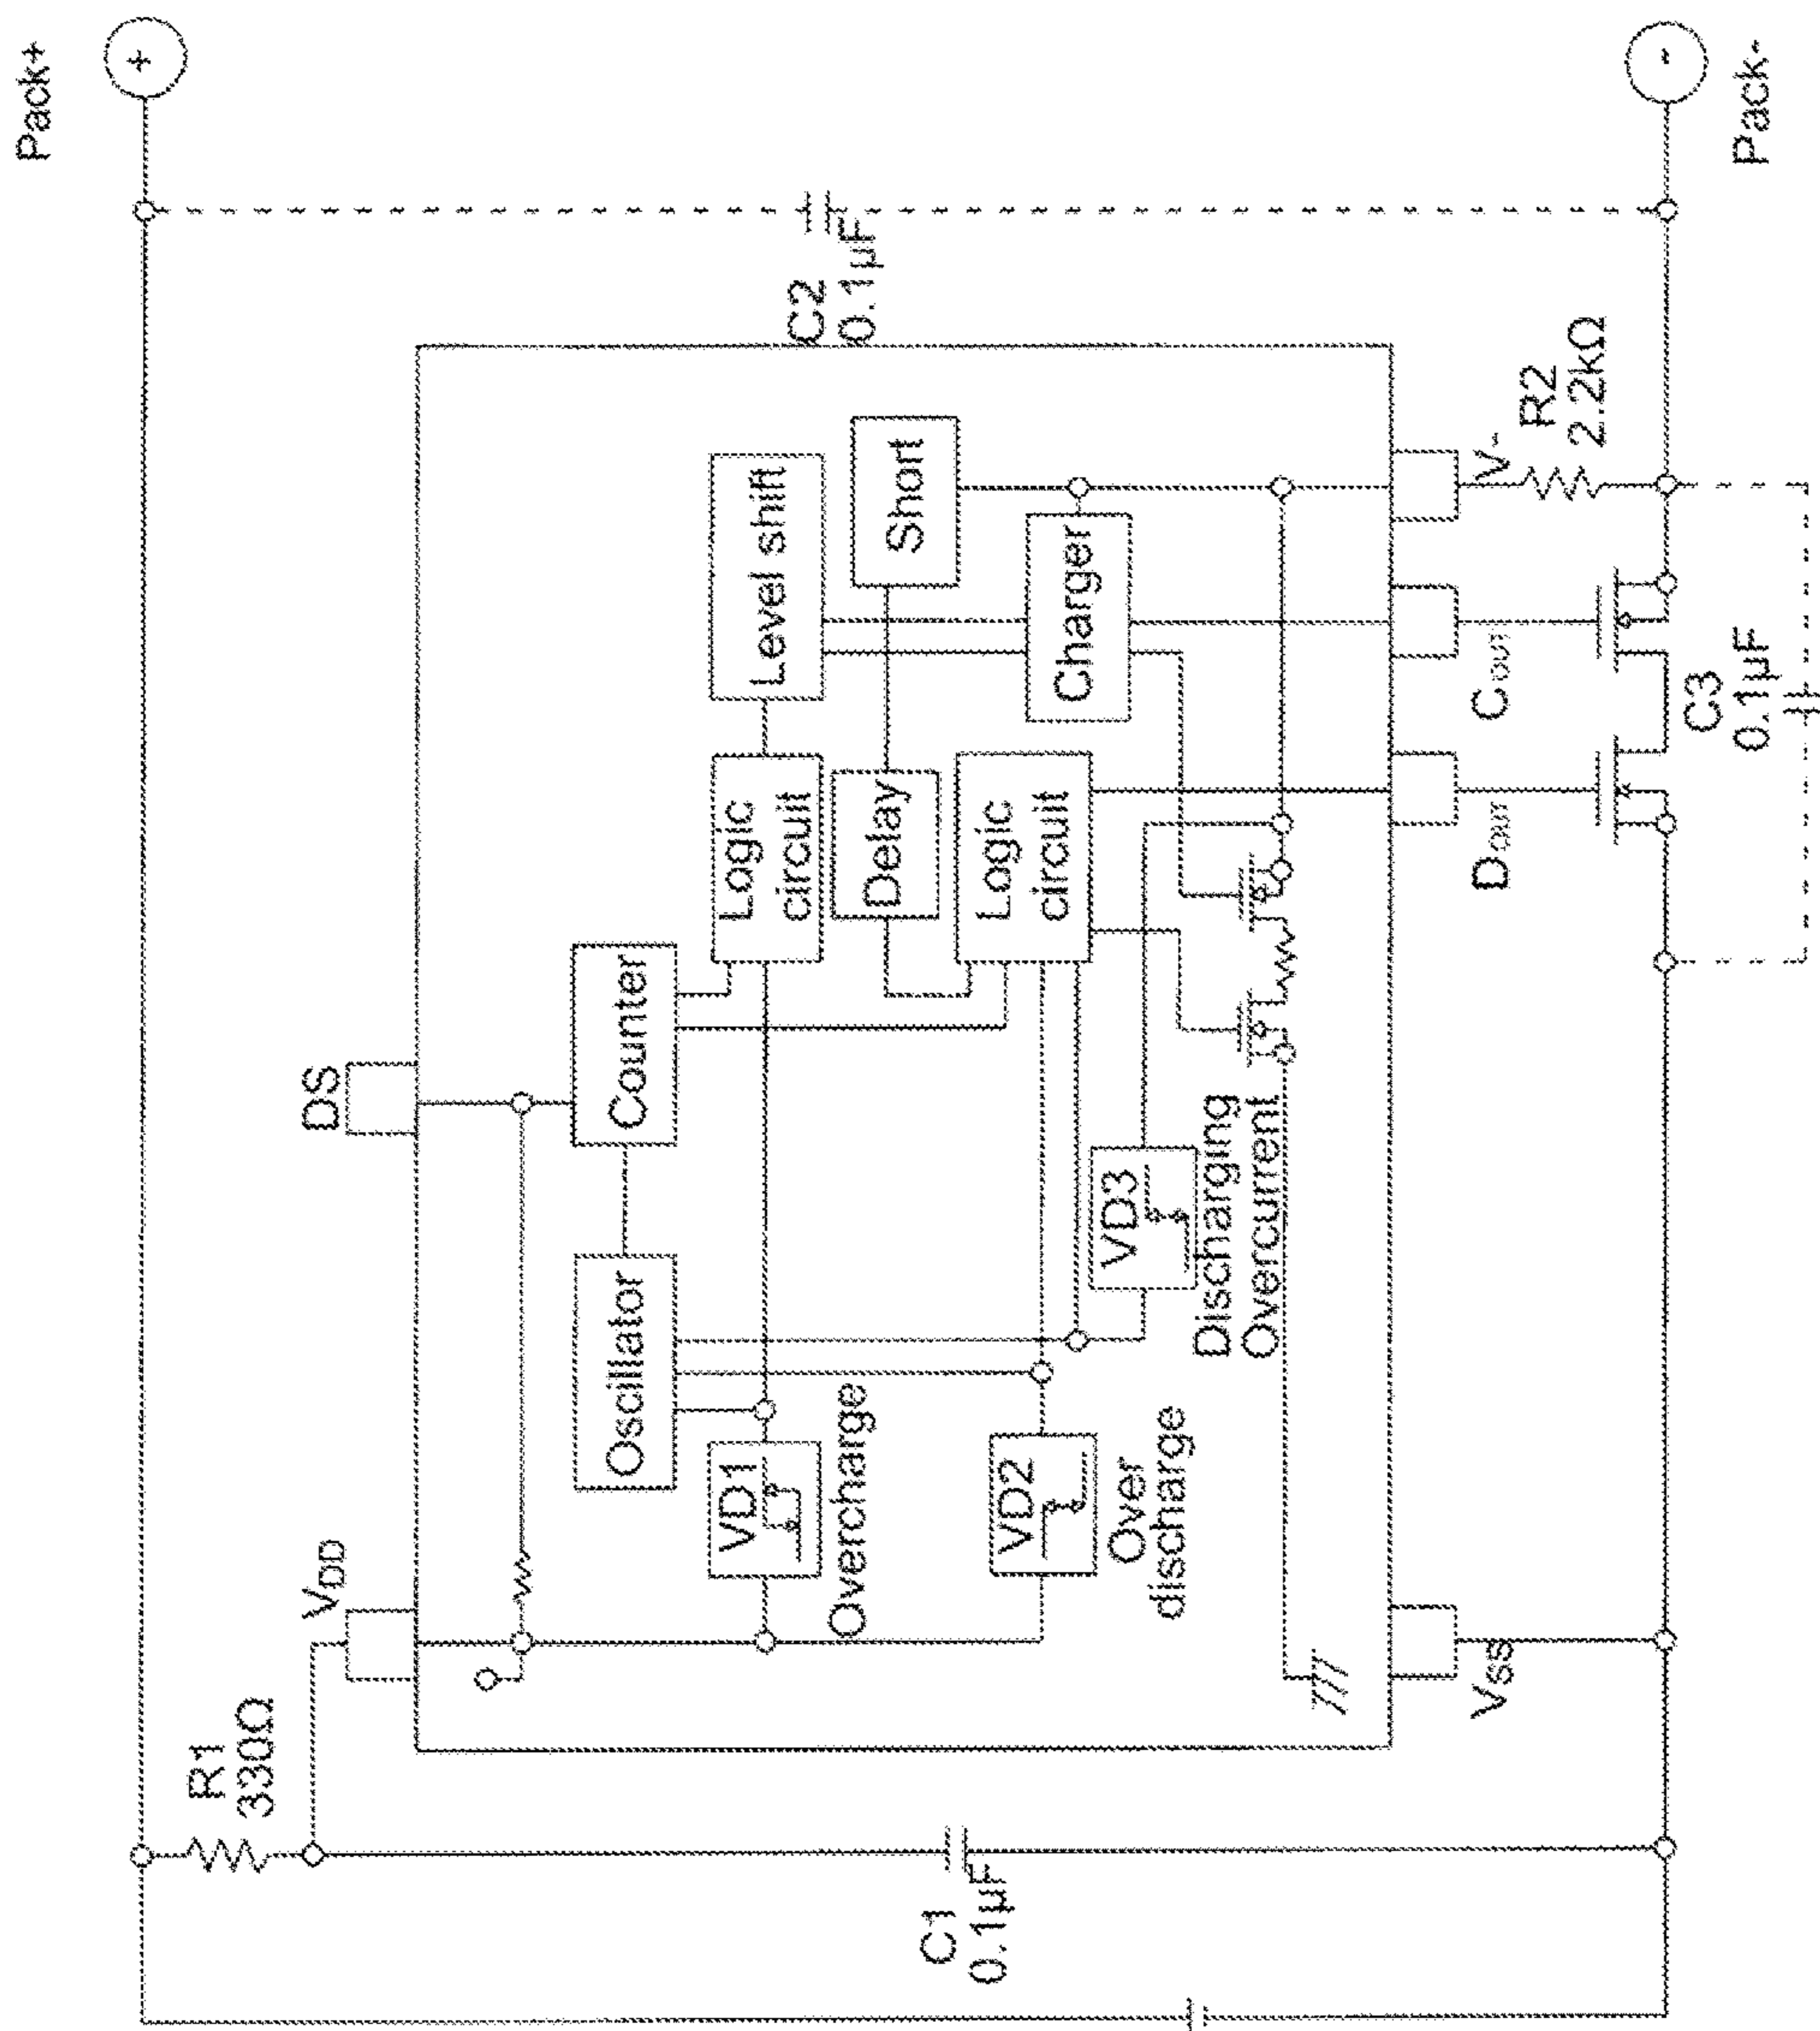 Pack+
Pack-
C2
0.1μF
R1
330Ω
VDD
DS
Oscillator
Counter
Logic
circuit
Level shift
VD1
Overcharge
Delay
Short
VD2
Over
discharge
Logic
circuit
Charger
VD3
Discharging
Overcurrent
C1
0.1μF
VSS
DOUT
COUT
V-
R2
2.2kΩ
C3
0.1μF
+
-